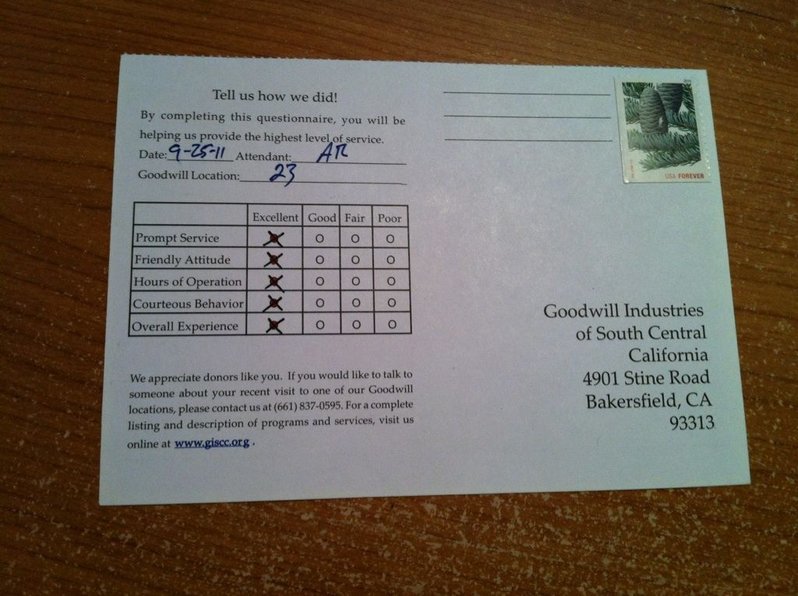 Tell us how we did!
By completing this questionnaire, you will be
helping us provide the highest level of service.
Date: 9-25-11 Attendant: AR
Goodwill Location: 23
Excellent Good Fair Poor
Prompt Service
Friendly Attitude
Hours of Operation
Courteous Behavior
Overall Experience
We appreciate donors like you. If you would like to talk to
someone about your recent visit to one of our Goodwill
locations, please contact us at (661) 837-0595. For a complete
listing and description of programs and services, visit us
online at www.giscc.org.
USA FOREVER
Goodwill Industries
of South Central
California
4901 Stine Road
Bakersfield, CA
93313